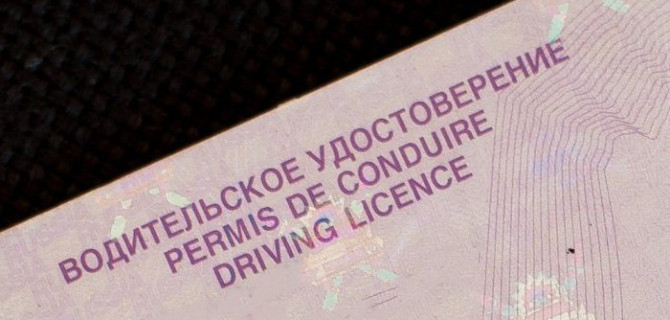 ВОДИТЕЛЬСКОЕ УДОСТОВЕРЕНИЕ
PERMIS DE CONDUIRE
DRIVING LICENCE